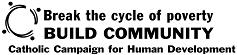 Break the cycle of poverty
BUILD COMMUNITY
Catholic Campaign for Human Development